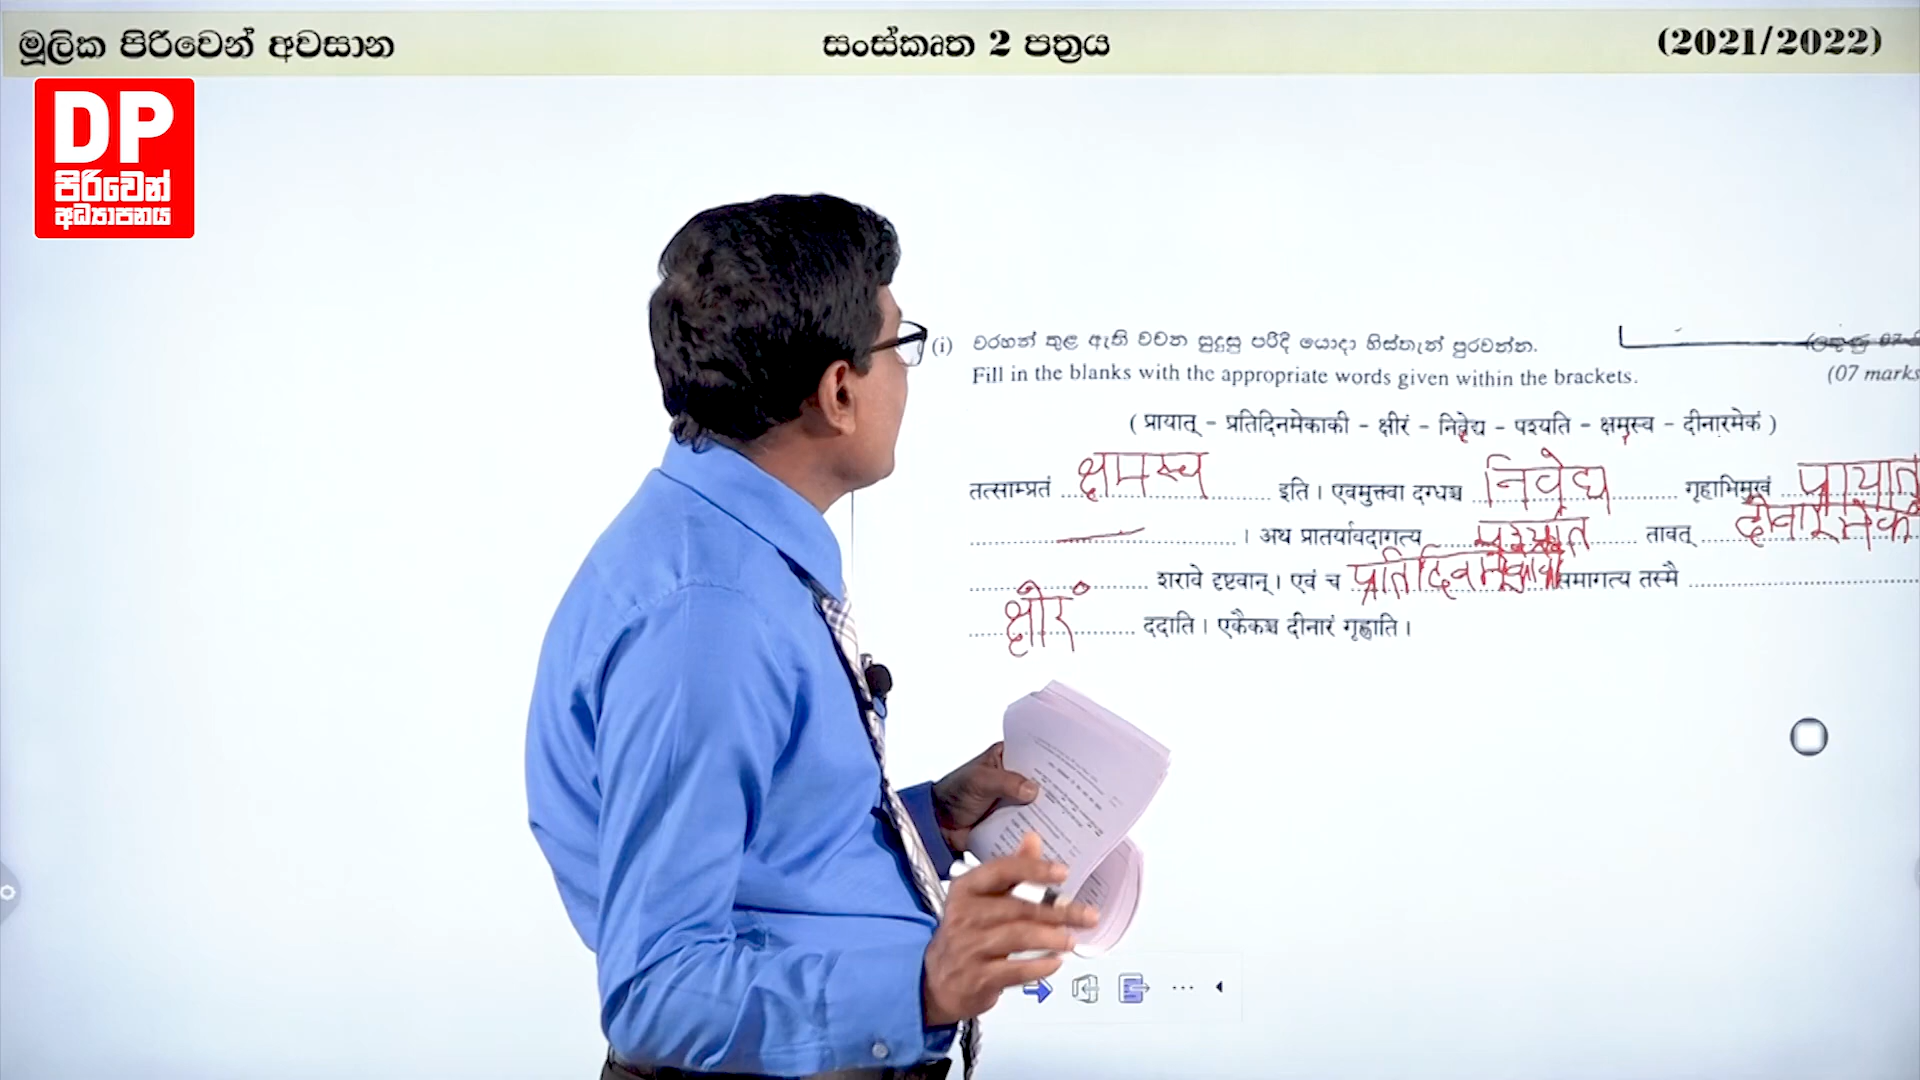 මූලික පිරිවෙන් අවසාන
සංස්කෘත 2 පත්‍රය
(2021/2022)
DP
පිරිවෙන්
අධ්‍යාපනය
(i) වරහන් තුළ ඇති වචන සුදුසු පරිදි යොදා හිස්තැන් පුරවන්න.
Fill in the blanks with the appropriate words given within the brackets.
(07 marks
( प्रायात् - प्रतिदिनमेकाकी - क्षीरं - निवेद्य - पश्यति - क्षमस्व - दीनारमेकं )
तत्साम्प्रतं क्षमस्व इति । एवमुक्त्वा दग्धञ्च निवेद्य गृहाभिमुखं प्रायात्
। अथ प्रातर्यावदागत्य पश्यति तावत् दीनारमेकं
शरावे दृष्टवान् । एवं च प्रतिदिनमेकाकी समागत्य तस्मै
क्षीरं ददाति । एकैकञ्च दीनारं गृह्णाति ।